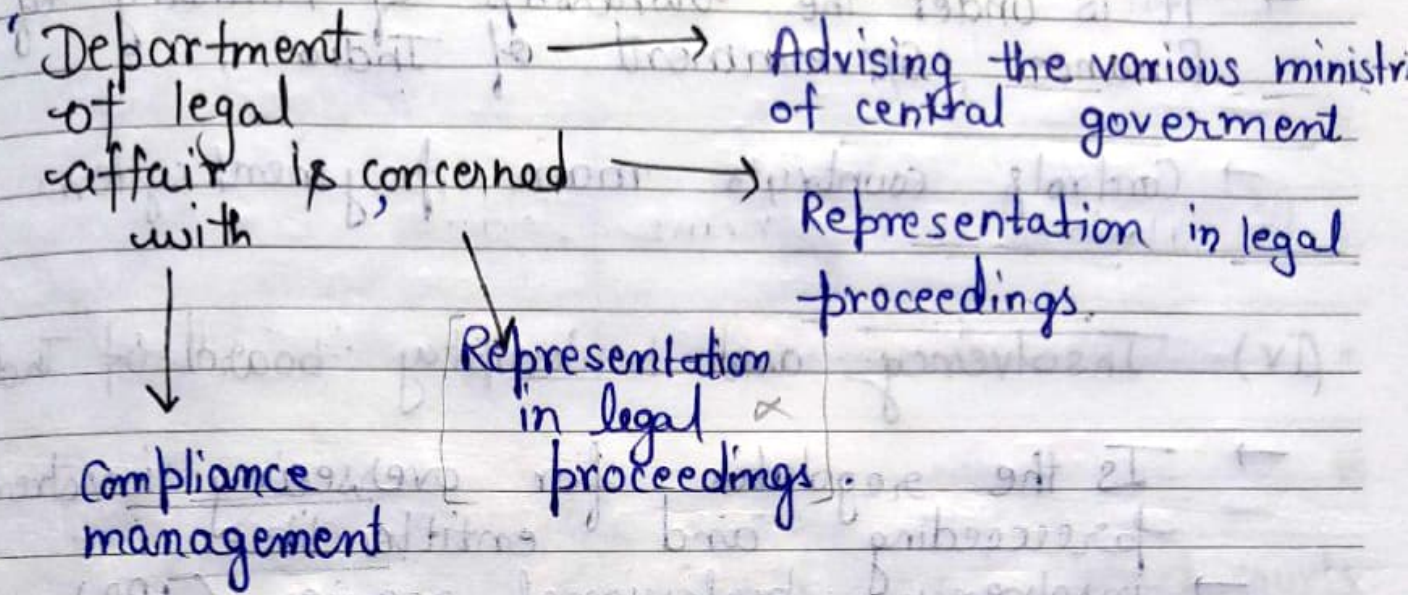 Department
of legal
affair is concerned
with
Advising the various ministri
of central goverment
Representation in legal
proceedings.
Representation
in legal
proceedings.
Compliance
management